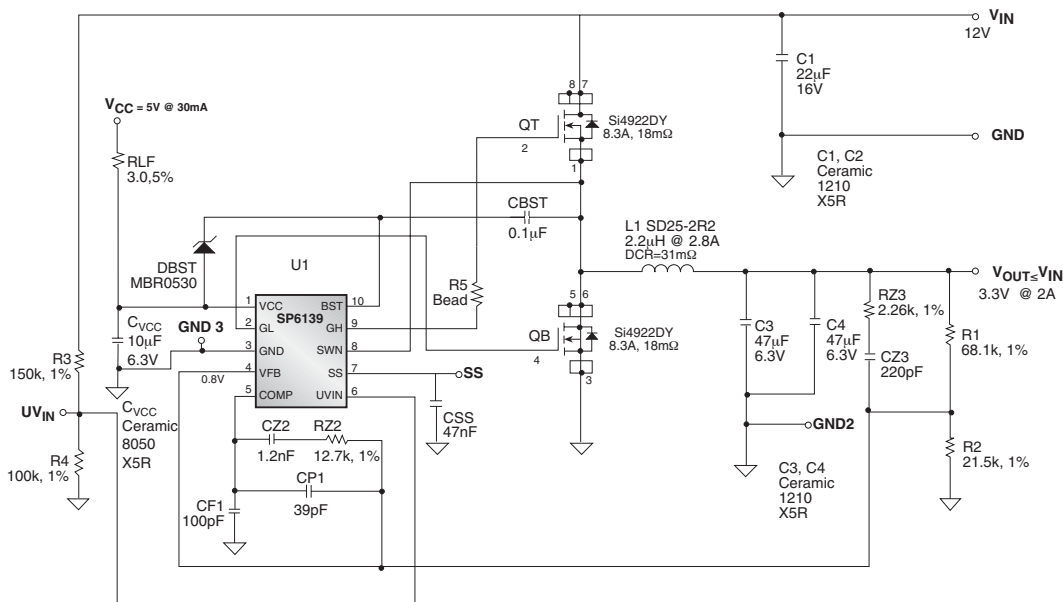 VIN
12V
C1
22µF
16V
GND
C1, C2
Ceramic
1210
X5R
VCC = 5V @ 30mA
RLF
3.0,5%
8 7
QT
2
Si4922DY
8.3A, 18mΩ
1
CBST
0.1µF
DBST
MBR0530
U1
R5
Bead
L1 SD25-2R2
2.2µH @ 2.8A
DCR=31mΩ
VOUT≤VIN
3.3V @ 2A
1 VCC BST 10
SP6139
2 GL GH 9
3 GND SWN 8
4 VFB SS 7
5 COMP UVIN 6
0.8V
GND 3
CVCC
10µF
6.3V
5 6
QB
4
Si4922DY
8.3A, 18mΩ
3
C3
47µF
6.3V
C4
47µF
6.3V
RZ3
2.26k, 1%
CZ3
220pF
R1
68.1k, 1%
R3
150k, 1%
UVIN
CVCC
Ceramic
8050
X5R
R4
100k, 1%
SS
CSS
47nF
CZ2
1.2nF
RZ2
12.7k, 1%
CP1
39pF
CF1
100pF
GND2
C3, C4
Ceramic
1210
X5R
R2
21.5k, 1%